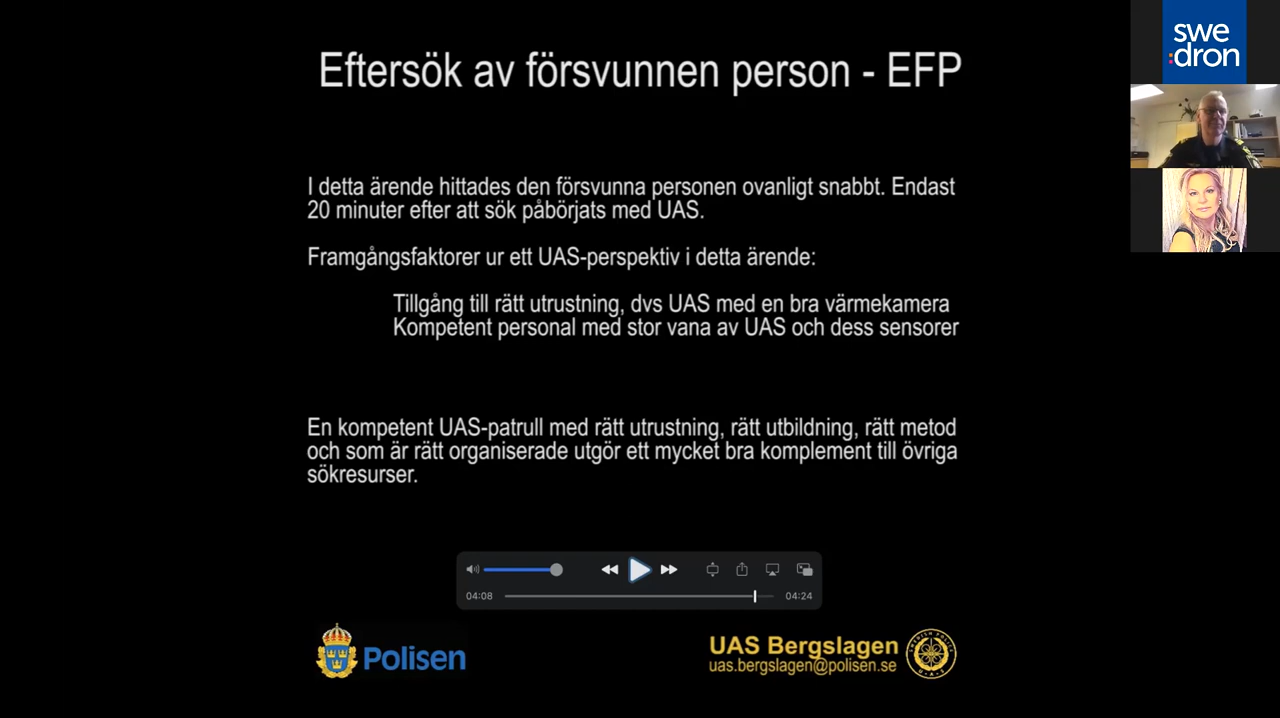 Eftersök av försvunnen person - EFP
swe
:dron
I detta ärende hittades den försvunna personen ovanligt snabbt. Endast
20 minuter efter att sök påbörjats med UAS.
Framgångsfaktorer ur ett UAS-perspektiv i detta ärende:
Tillgång till rätt utrustning, dvs UAS med en bra värmekamera
Kompetent personal med stor vana av UAS och dess sensorer
En kompetent UAS-patrull med rätt utrustning, rätt utbildning, rätt metod
och som är rätt organiserade utgör ett mycket bra komplement till övriga
sökresurser.
04:08
04:24
Polisen
UAS Bergslagen
uas.bergslagen@polisen.se